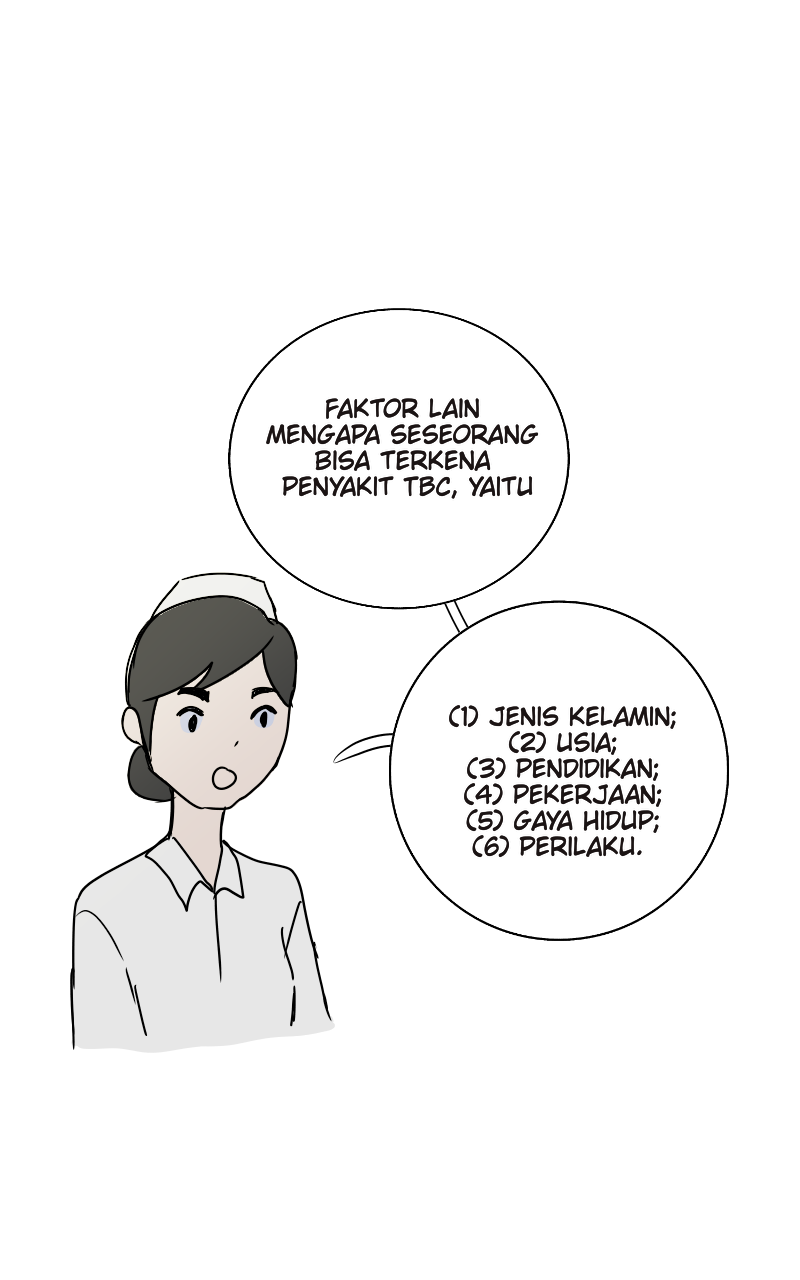 FAKTOR LAIN
MENGAPA SESEORANG
BISA TERKENA
PENYAKIT TBC, YAITU
(1) JENIS KELAMIN;
(2) USIA;
(3) PENDIDIKAN;
(4) PEKERJAAN;
(5) GAYA HIDUP;
(6) PERILAKU.